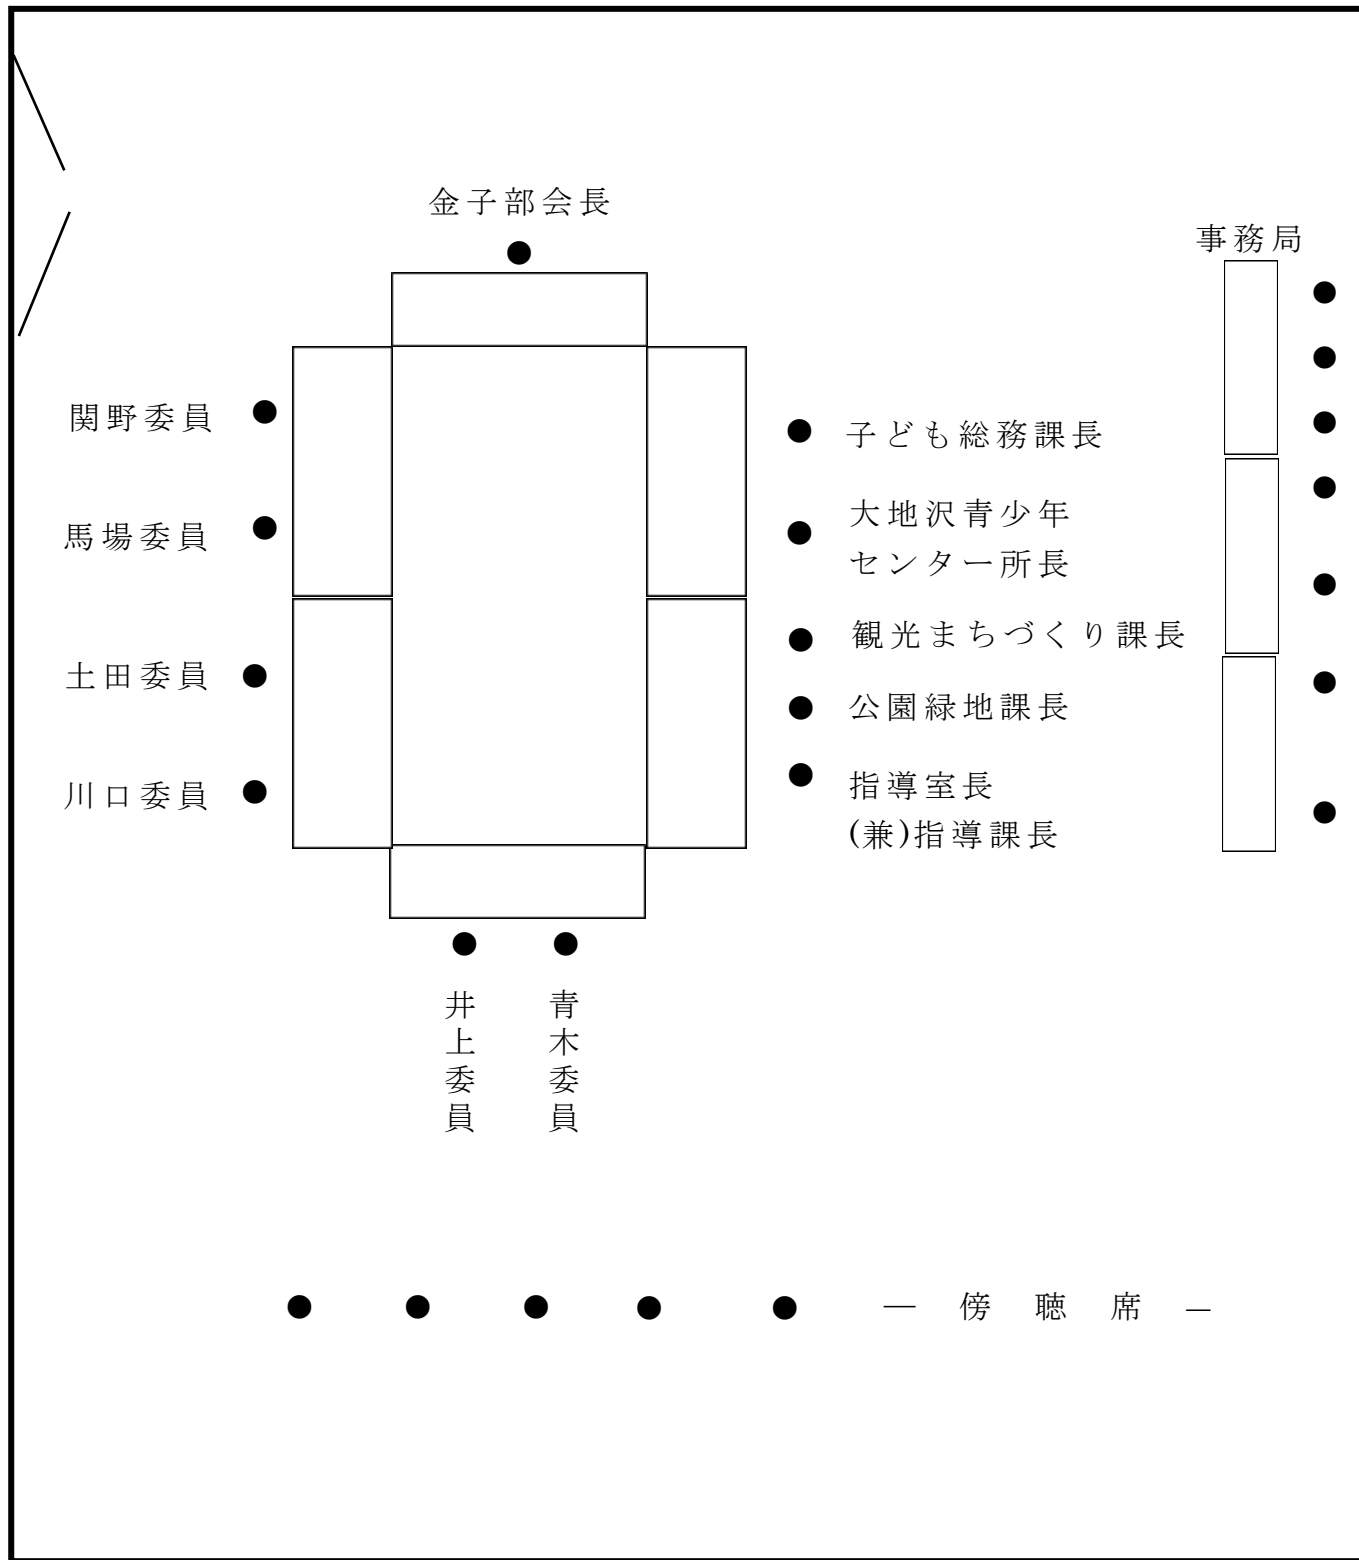 金子部会長
事務局
関野委員
馬場委員
土田委員
川口委員
子ども総務課長
大地沢青少年
センター所長
観光まちづくり課長
公園緑地課長
指導室長
(兼)指導課長
井上委員
青木委員
― 傍 聴 席 ―